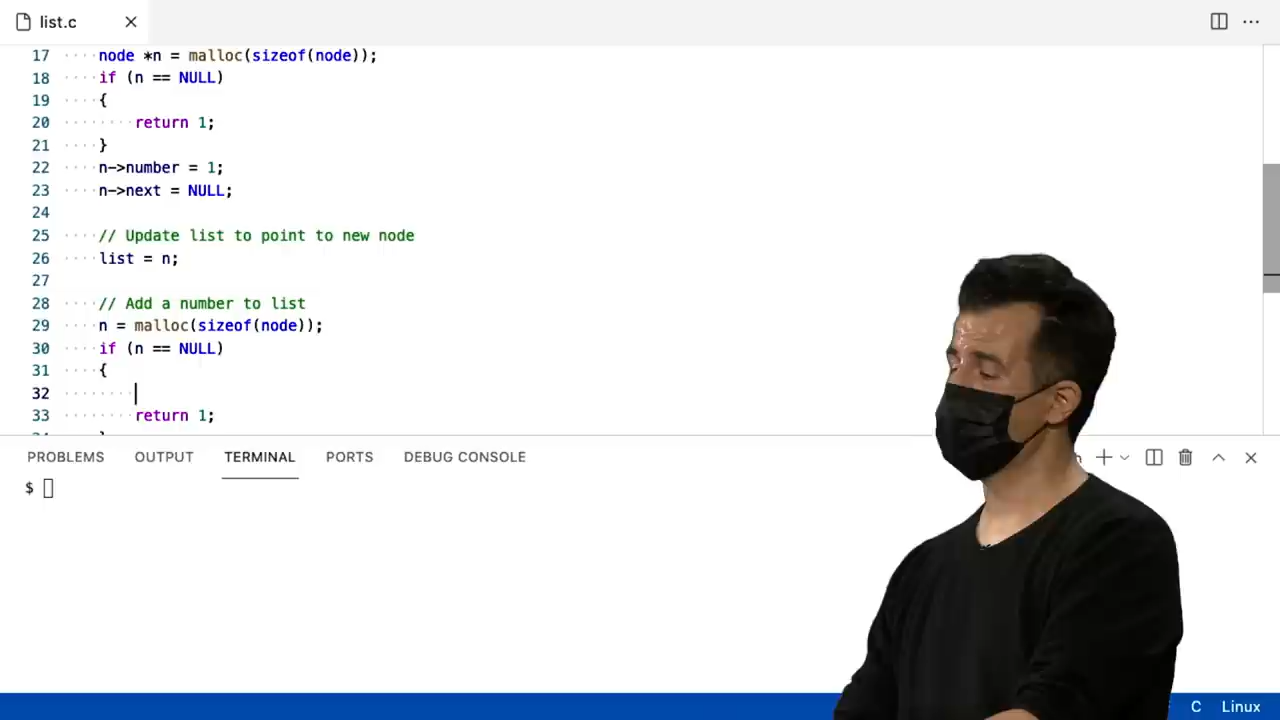 list.c
17 node *n = malloc(sizeof(node));
18 if (n == NULL)
19 {
20 return 1;
21 }
22 n->number = 1;
23 n->next = NULL;
24
25 // Update list to point to new node
26 list = n;
27
28 // Add a number to list
29 n = malloc(sizeof(node));
30 if (n == NULL)
31 {
32
33 return 1;
PROBLEMS OUTPUT TERMINAL PORTS DEBUG CONSOLE
$
C Linux